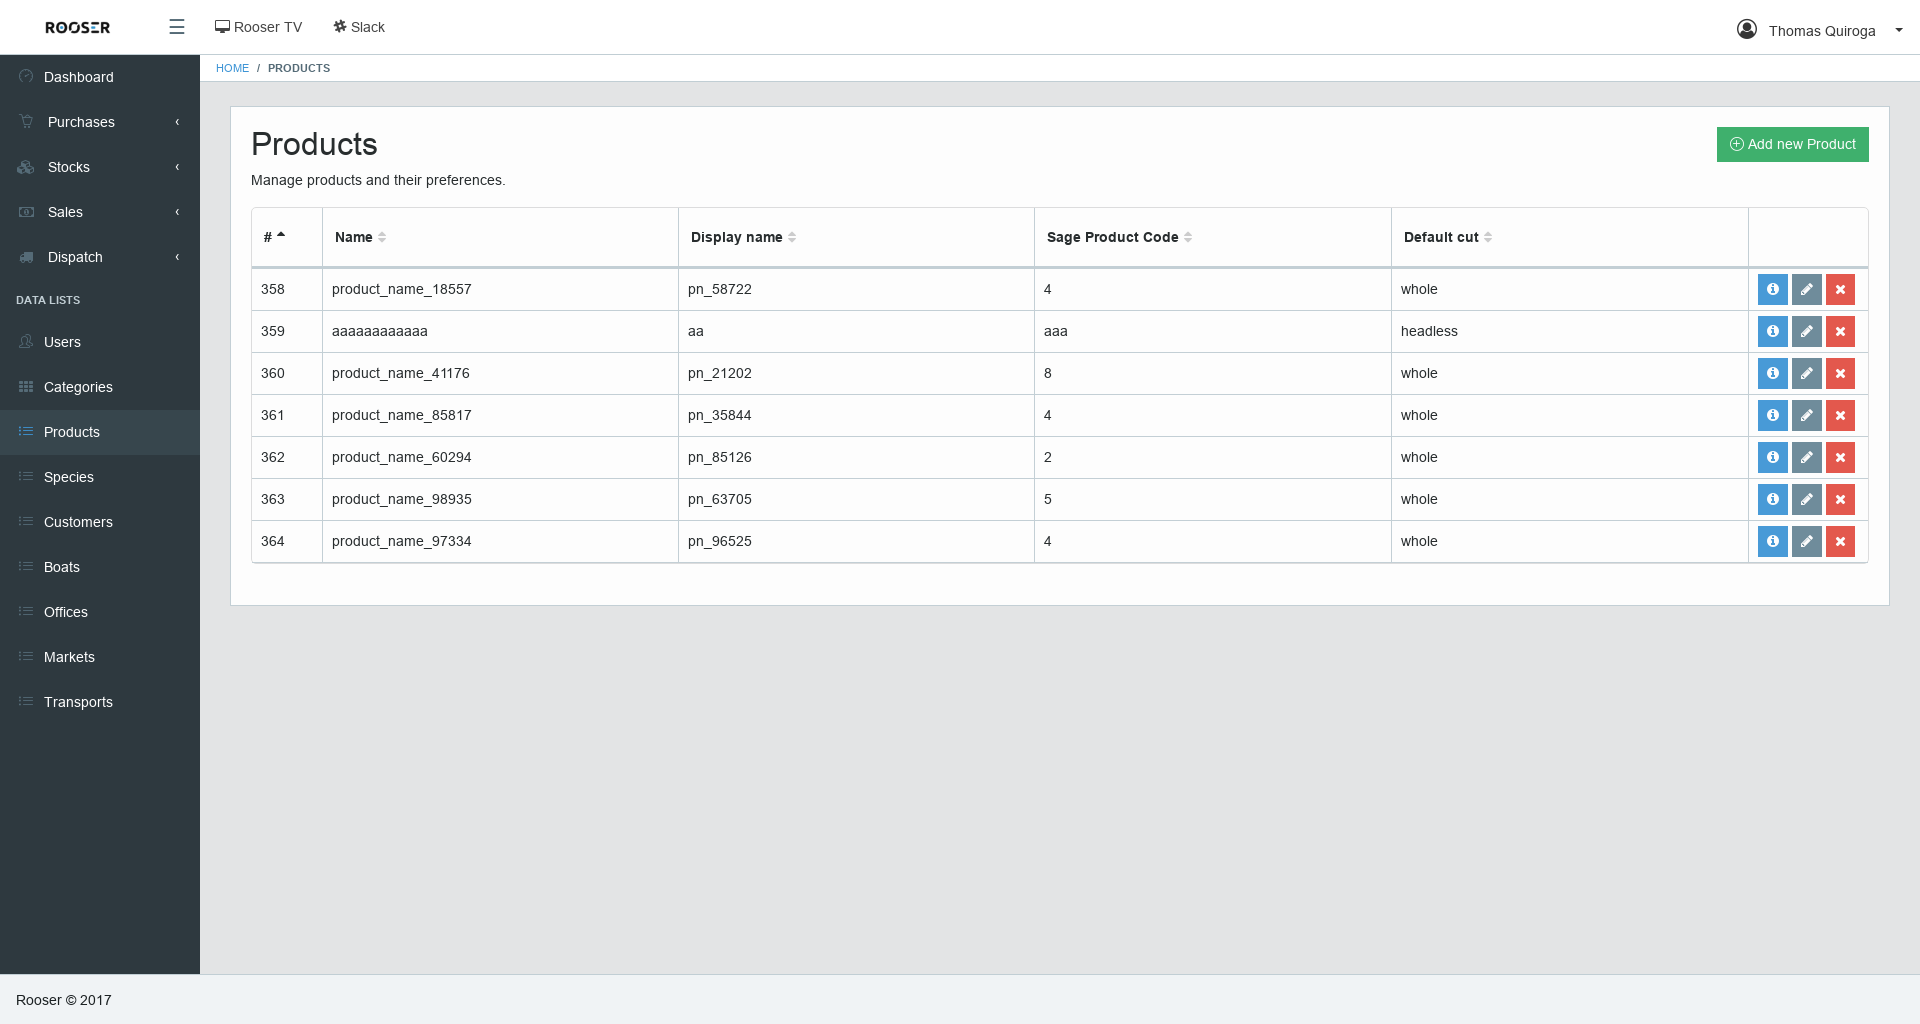 ROOSER Rooser TV Slack Thomas Quiroga
HOME / PRODUCTS
Dashboard
Purchases
Stocks
Sales
Dispatch
DATA LISTS
Users
Categories
Products
Species
Customers
Boats
Offices
Markets
Transports
Products
Add new Product
Manage products and their preferences.
# Name Display name Sage Product Code Default cut
358 product_name_18557 pn_58722 4 whole
359 aaaaaaaaaaaa aa aaa headless
360 product_name_41176 pn_21202 8 whole
361 product_name_85817 pn_35844 4 whole
362 product_name_60294 pn_85126 2 whole
363 product_name_98935 pn_63705 5 whole
364 product_name_97334 pn_96525 4 whole
Rooser © 2017